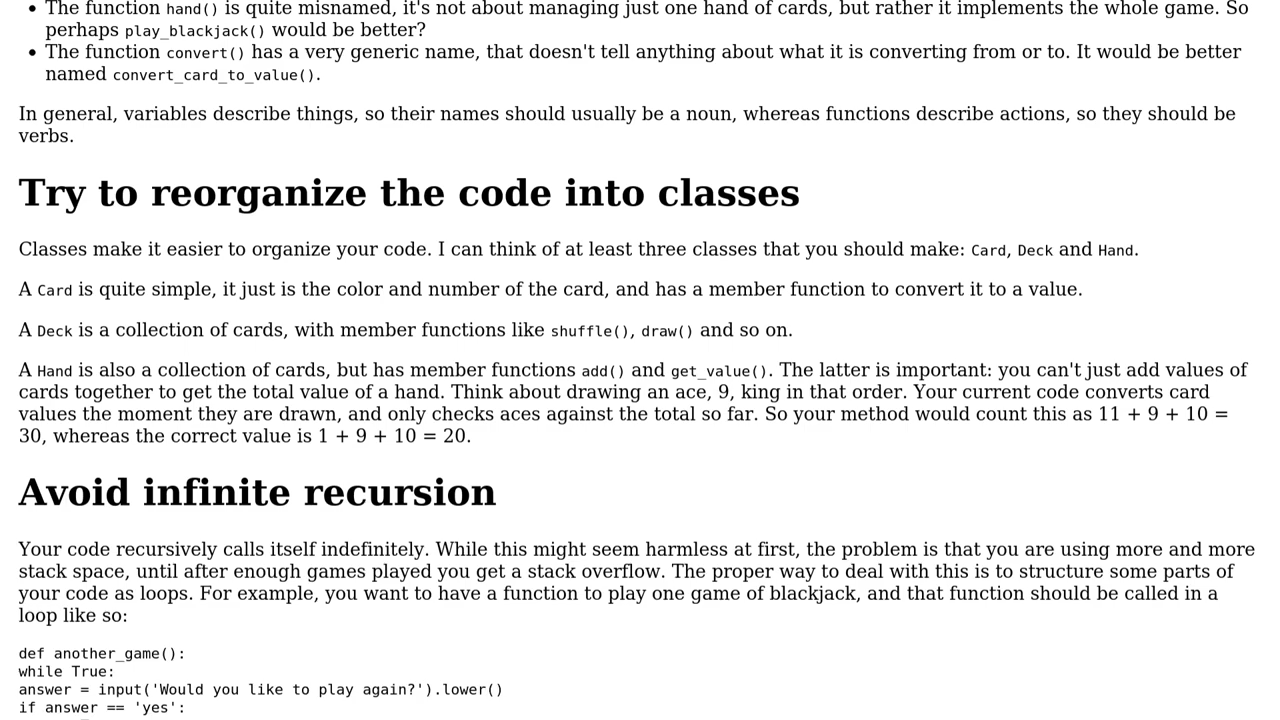 • The function hand() is quite misnamed, it's not about managing just one hand of cards, but rather it implements the whole game. So
perhaps play_blackjack() would be better?
• The function convert() has a very generic name, that doesn't tell anything about what it is converting from or to. It would be better
named convert_card_to_value().
In general, variables describe things, so their names should usually be a noun, whereas functions describe actions, so they should be
verbs.
Try to reorganize the code into classes
Classes make it easier to organize your code. I can think of at least three classes that you should make: Card, Deck and Hand.
A Card is quite simple, it just is the color and number of the card, and has a member function to convert it to a value.
A Deck is a collection of cards, with member functions like shuffle(), draw() and so on.
A Hand is also a collection of cards, but has member functions add() and get_value(). The latter is important: you can't just add values of
cards together to get the total value of a hand. Think about drawing an ace, 9, king in that order. Your current code converts card
values the moment they are drawn, and only checks aces against the total so far. So your method would count this as 11 + 9 + 10 =
30, whereas the correct value is 1 + 9 + 10 = 20.
Avoid infinite recursion
Your code recursively calls itself indefinitely. While this might seem harmless at first, the problem is that you are using more and more
stack space, until after enough games played you get a stack overflow. The proper way to deal with this is to structure some parts of
your code as loops. For example, you want to have a function to play one game of blackjack, and that function should be called in a
loop like so:
def another_game():
while True:
answer = input('Would you like to play again?').lower()
if answer == 'yes':